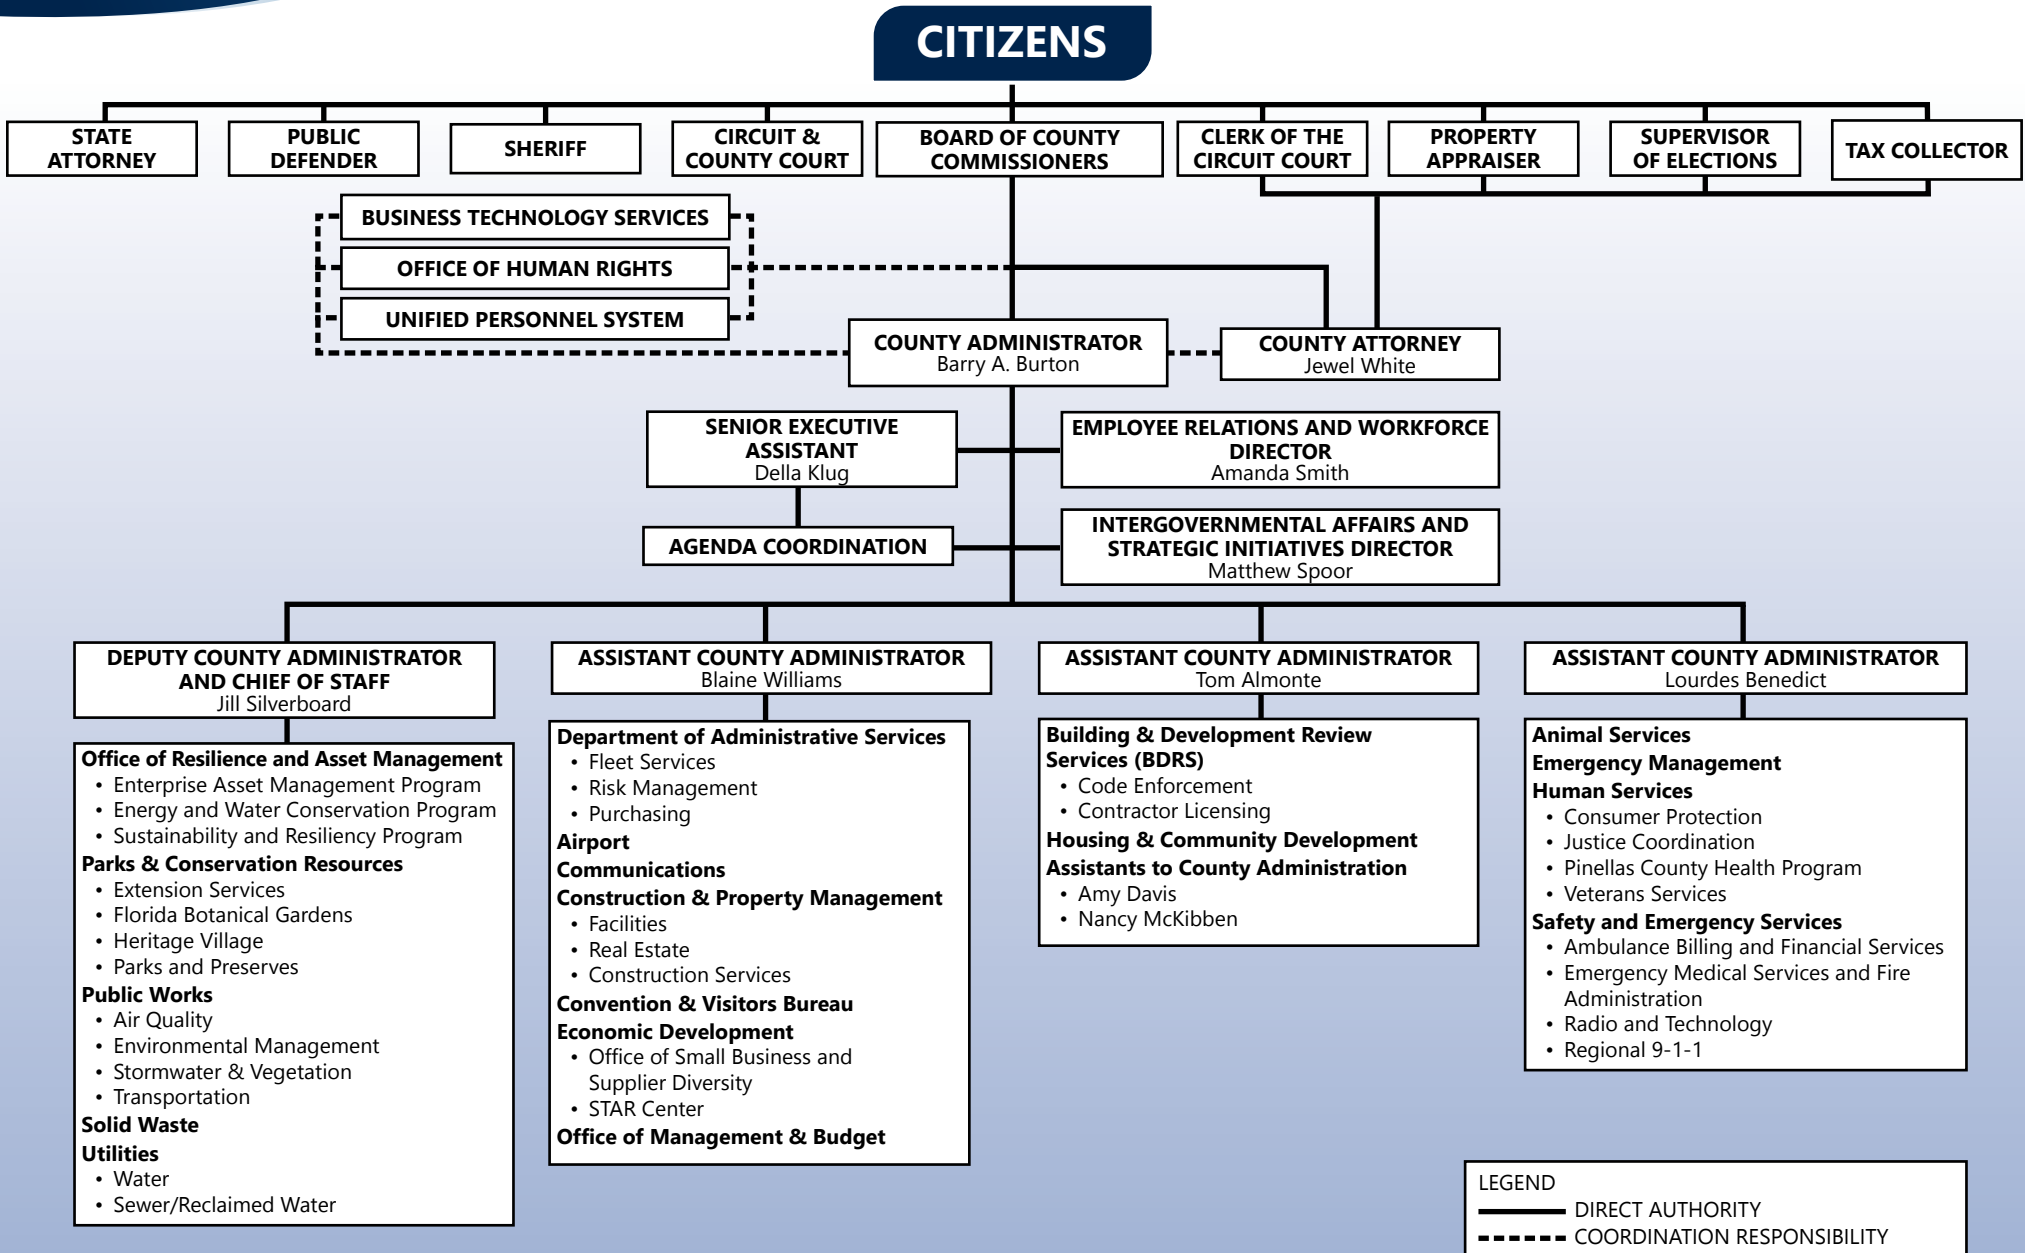 CITIZENS
STATE
ATTORNEY
PUBLIC
DEFENDER
SHERIFF
CIRCUIT &
COUNTY COURT
BOARD OF COUNTY
COMMISSIONERS
CLERK OF THE
CIRCUIT COURT
PROPERTY
APPRAISER
SUPERVISOR
OF ELECTIONS
TAX COLLECTOR
BUSINESS TECHNOLOGY SERVICES
OFFICE OF HUMAN RIGHTS
UNIFIED PERSONNEL SYSTEM
COUNTY ADMINISTRATOR
Barry A. Burton
COUNTY ATTORNEY
Jewel White
SENIOR EXECUTIVE
ASSISTANT
Della Klug
EMPLOYEE RELATIONS AND WORKFORCE
DIRECTOR
Amanda Smith
AGENDA COORDINATION
INTERGOVERNMENTAL AFFAIRS AND
STRATEGIC INITIATIVES DIRECTOR
Matthew Spoor
DEPUTY COUNTY ADMINISTRATOR
AND CHIEF OF STAFF
Jill Silverboard
Office of Resilience and Asset Management
• Enterprise Asset Management Program
• Energy and Water Conservation Program
• Sustainability and Resiliency Program
Parks & Conservation Resources
• Extension Services
• Florida Botanical Gardens
• Heritage Village
• Parks and Preserves
Public Works
• Air Quality
• Environmental Management
• Stormwater & Vegetation
• Transportation
Solid Waste
Utilities
• Water
• Sewer/Reclaimed Water
ASSISTANT COUNTY ADMINISTRATOR
Blaine Williams
Department of Administrative Services
• Fleet Services
• Risk Management
• Purchasing
Airport
Communications
Construction & Property Management
• Facilities
• Real Estate
• Construction Services
Convention & Visitors Bureau
Economic Development
• Office of Small Business and
Supplier Diversity
• STAR Center
Office of Management & Budget
ASSISTANT COUNTY ADMINISTRATOR
Tom Almonte
Building & Development Review
Services (BDRS)
• Code Enforcement
• Contractor Licensing
Housing & Community Development
Assistants to County Administration
• Amy Davis
• Nancy McKibben
ASSISTANT COUNTY ADMINISTRATOR
Lourdes Benedict
Animal Services
Emergency Management
Human Services
• Consumer Protection
• Justice Coordination
• Pinellas County Health Program
• Veterans Services
Safety and Emergency Services
• Ambulance Billing and Financial Services
• Emergency Medical Services and Fire
Administration
• Radio and Technology
• Regional 9-1-1
LEGEND
DIRECT AUTHORITY
COORDINATION RESPONSIBILITY